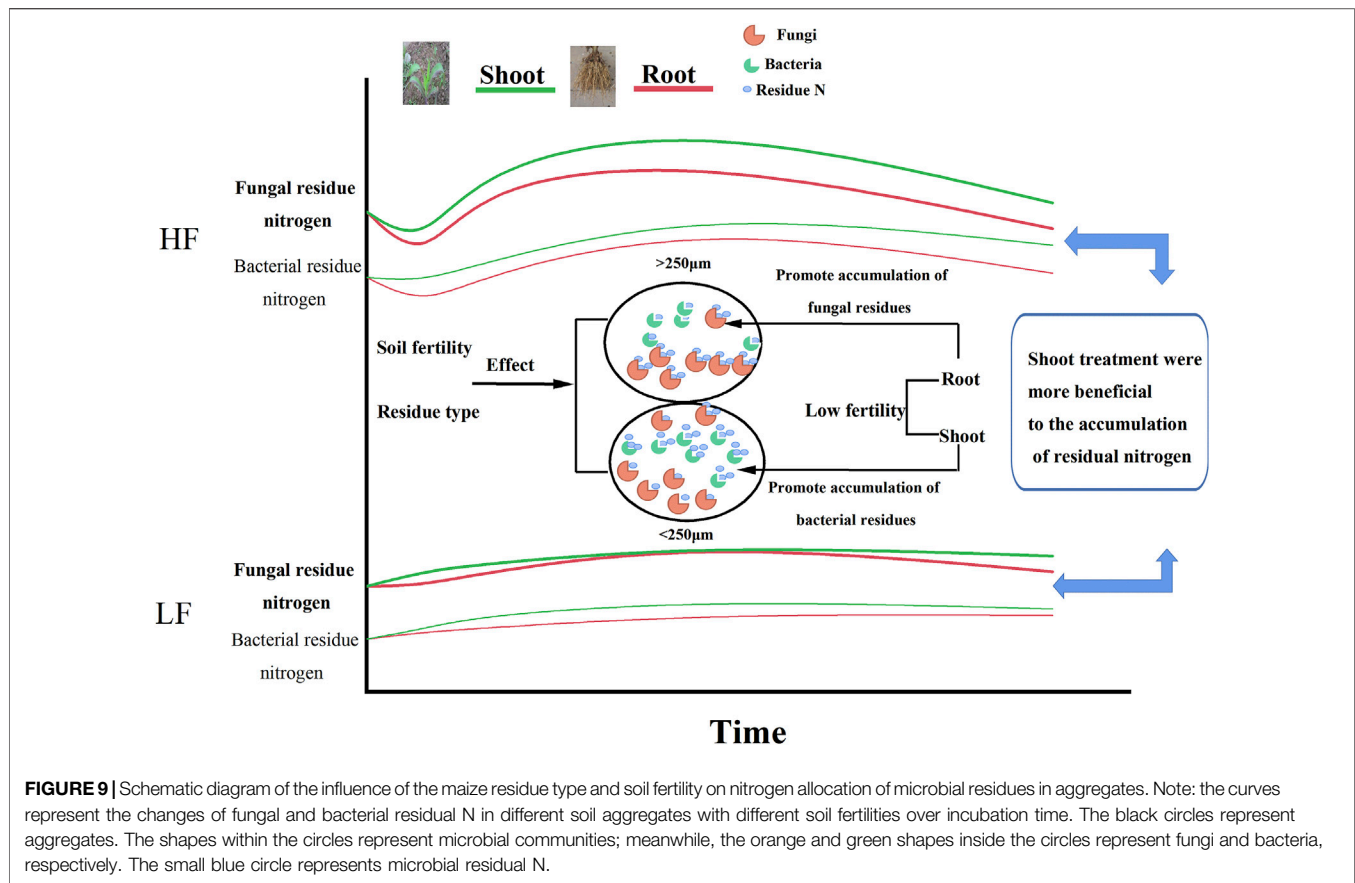 Shoot
Root
Fungi
Bacteria
Residue N
Fungal residue
nitrogen
HF
Bacterial residue
nitrogen
>250μm
Promote accumulation of
fungal residues
Soil fertility
Effect
Residue type
Root
Low fertility
Shoot
Shoot treatment were
more beneficial
to the accumulation
of residual nitrogen
Promote accumulation of
bacterial residues
<250μm
Fungal residue
nitrogen
LF
Bacterial residue
nitrogen
Time
FIGURE 9 | Schematic diagram of the influence of the maize residue type and soil fertility on nitrogen allocation of microbial residues in aggregates. Note: the curves
represent the changes of fungal and bacterial residual N in different soil aggregates with different soil fertilities over incubation time. The black circles represent
aggregates. The shapes within the circles represent microbial communities; meanwhile, the orange and green shapes inside the circles represent fungi and bacteria,
respectively. The small blue circle represents microbial residual N.